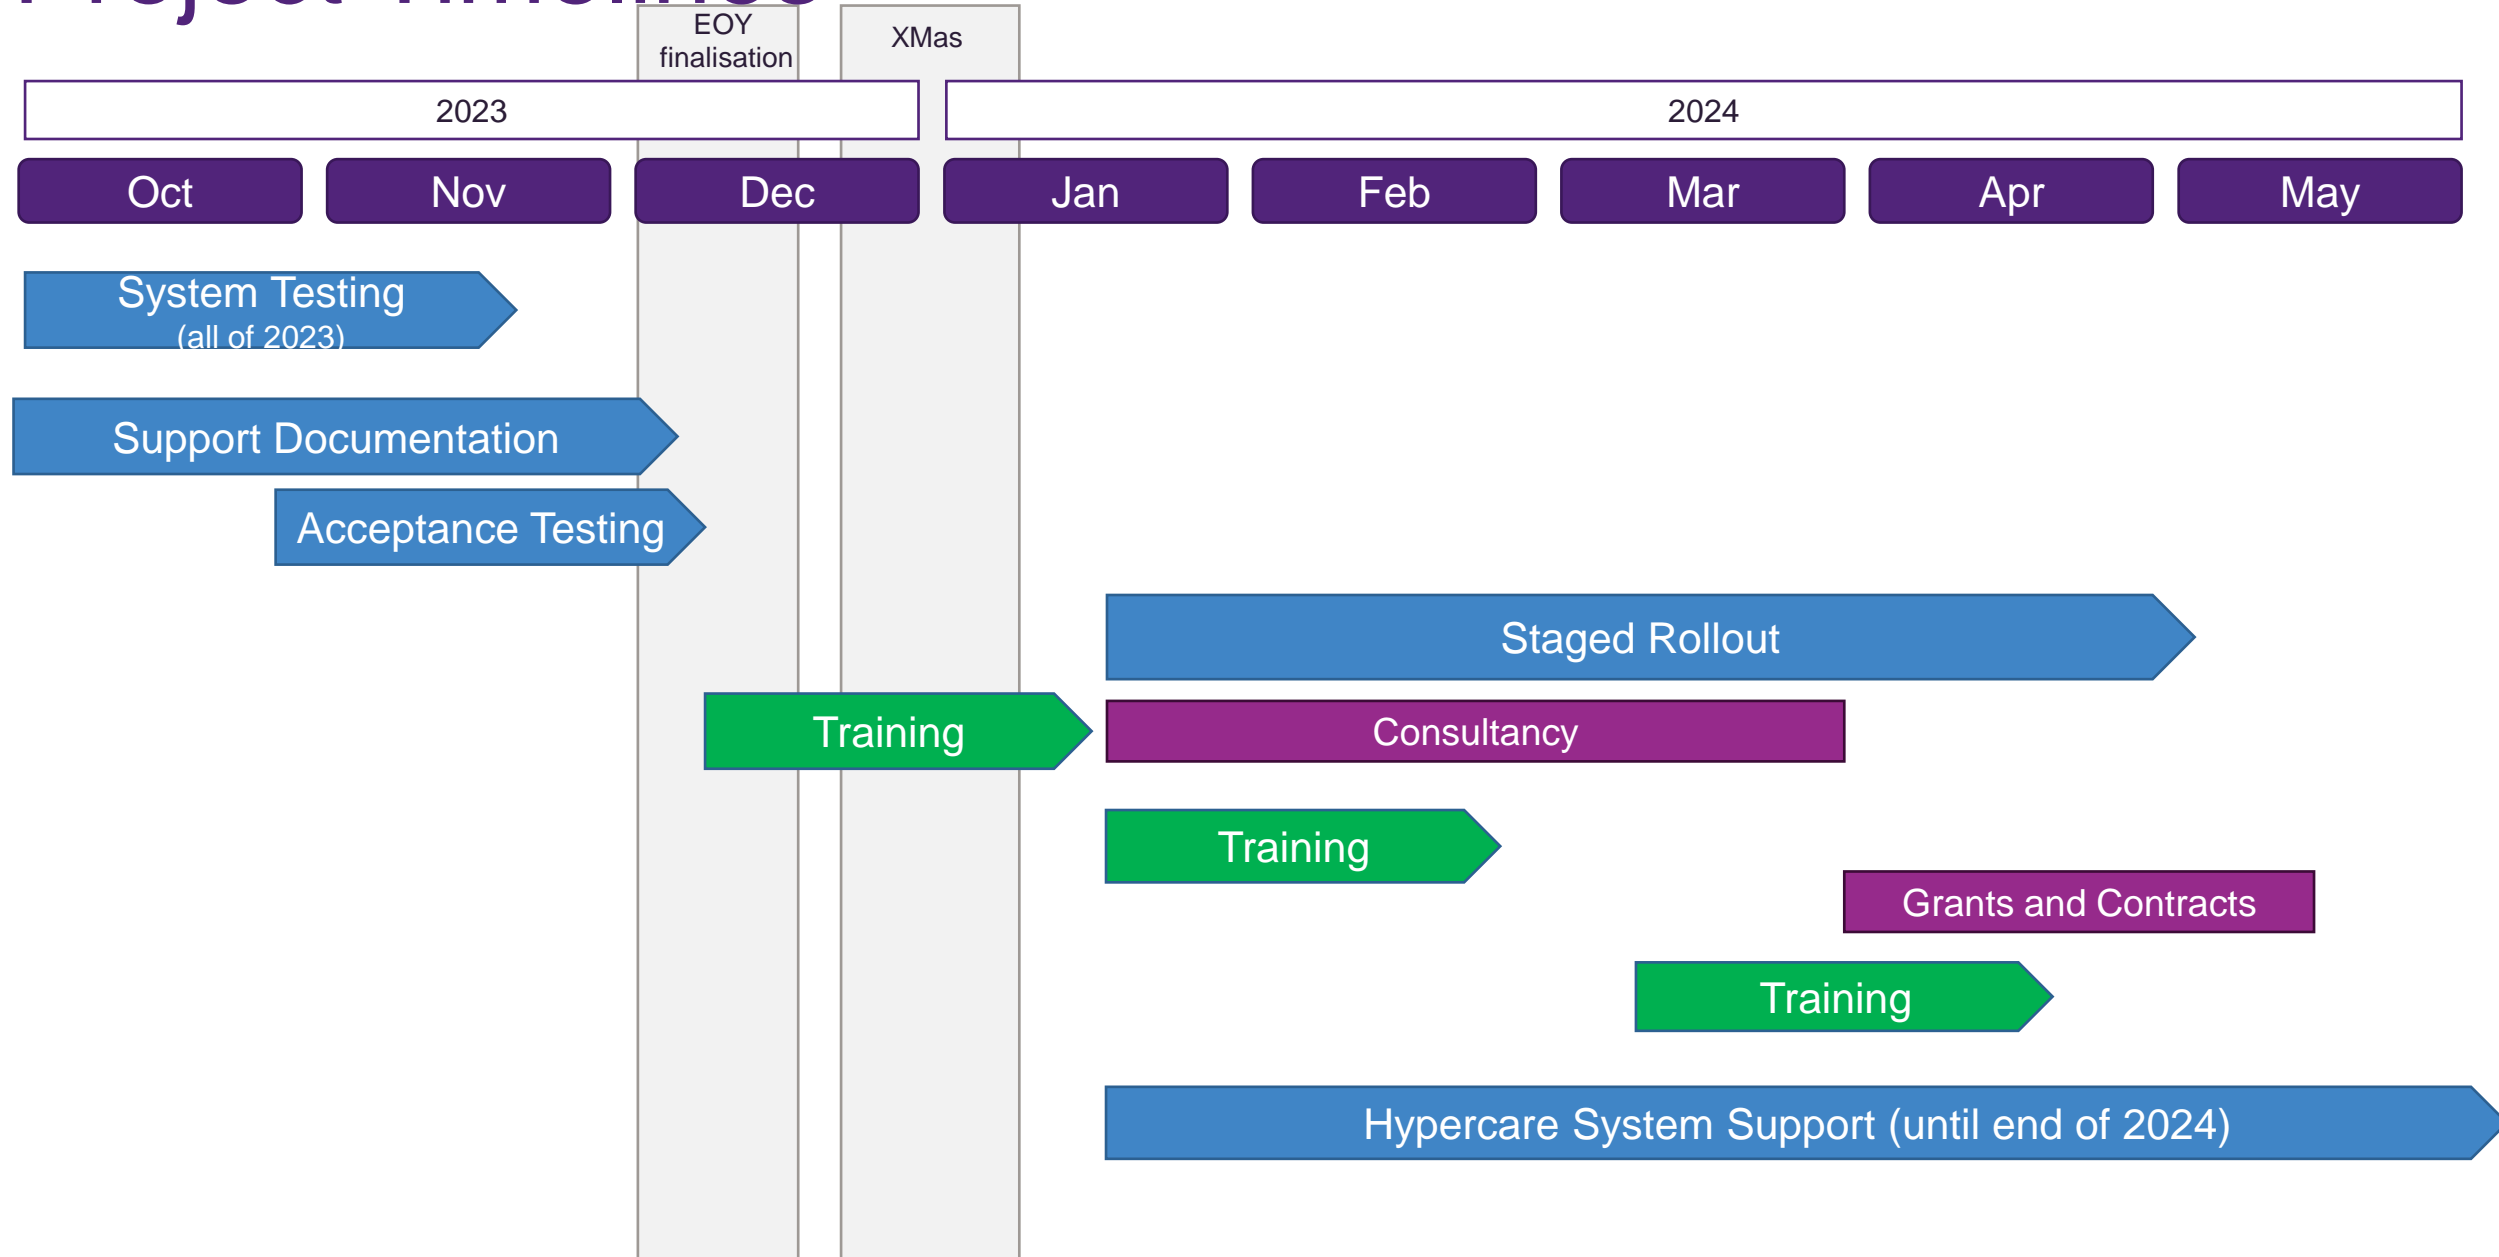 Project Timelines
EOY
finalisation
XMas
2023
2024
Oct
Nov
Dec
Jan
Feb
Mar
Apr
May
System Testing
(all of 2023)
Support Documentation
Acceptance Testing
Staged Rollout
Training
Consultancy
Training
Grants and Contracts
Training
Hypercare System Support (until end of 2024)